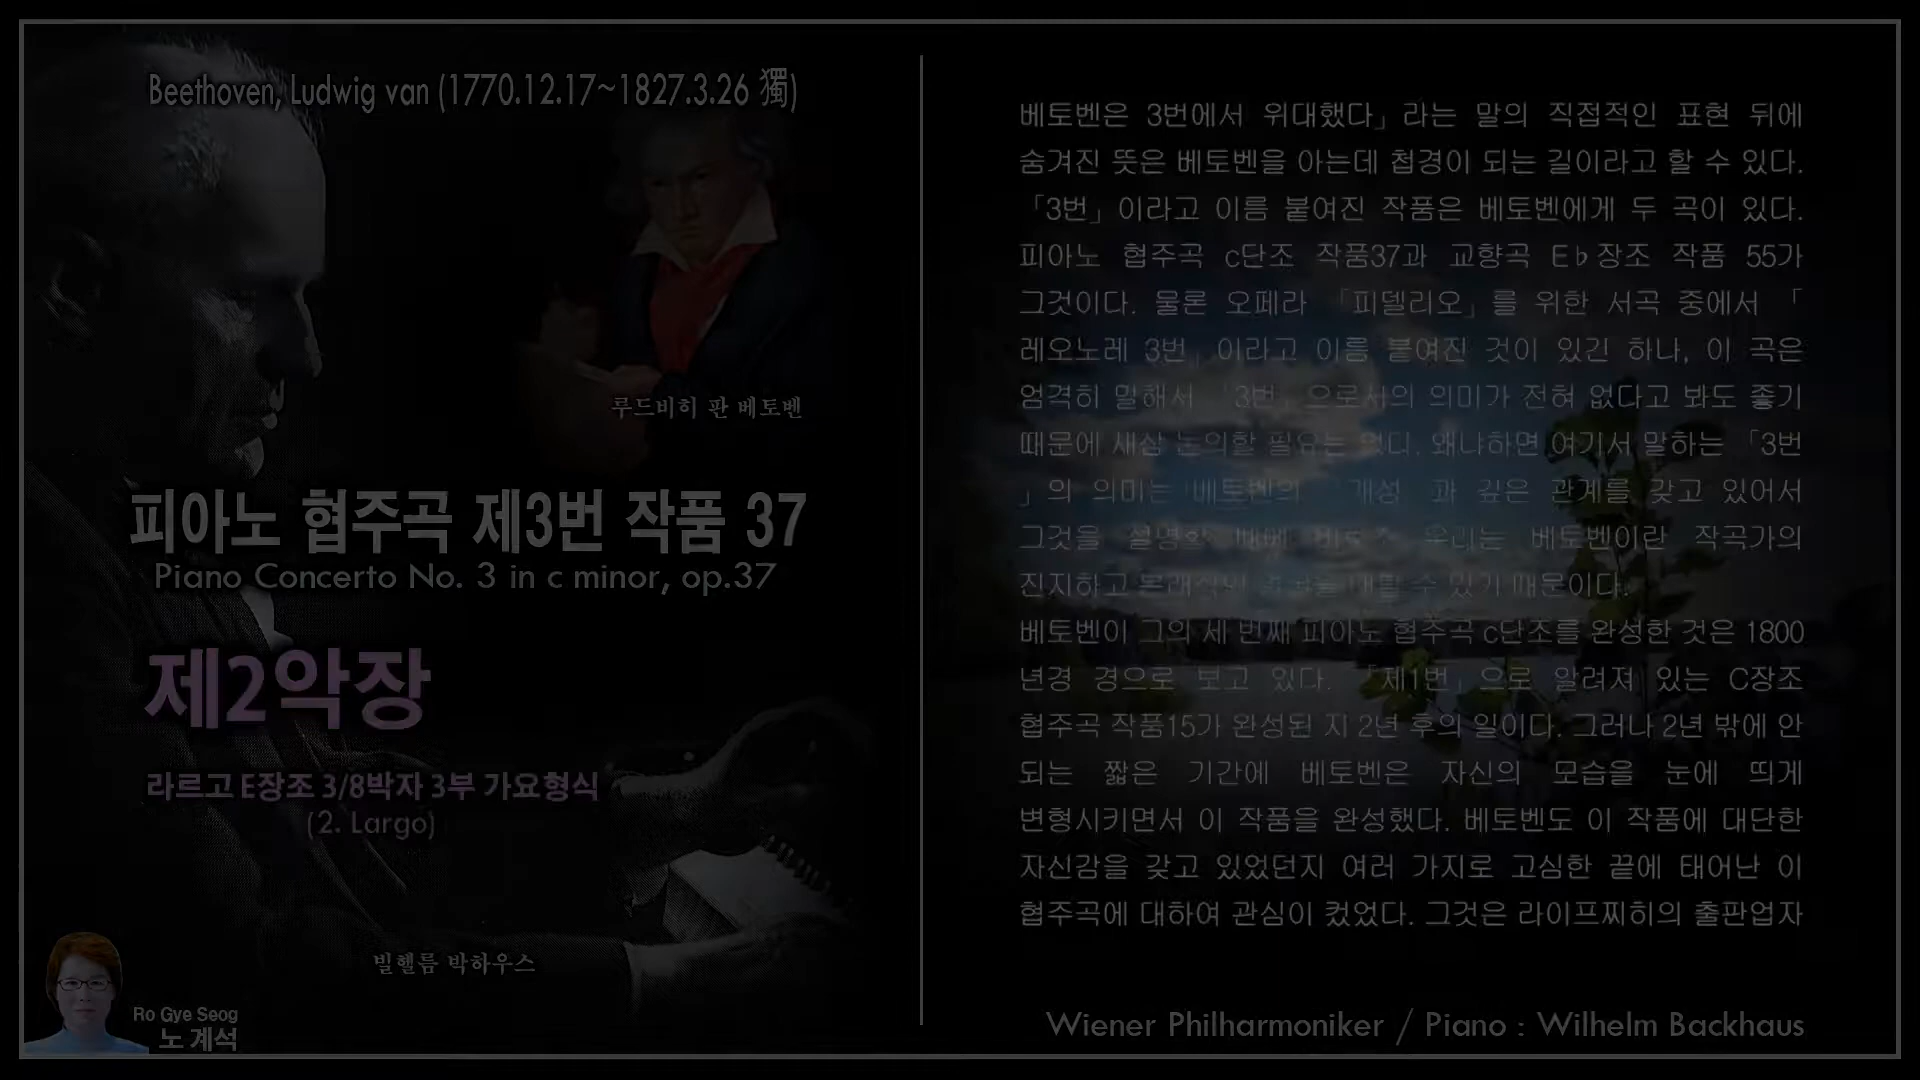 Beethoven, Ludwig van (1770.12.17~1827.3.26 獨)
루드비히 판 베토벤
피아노 협주곡 제3번 작품 37
Piano Concerto No. 3 in c minor, op.37
제2악장
라르고 E장조 3/8박자 3부 가요형식
(2. Largo)
빌헬름 박하우스
Ro Gye Seog
노 계석
베토벤은 3번에서 위대했다」라는 말의 직접적인 표현 뒤에
숨겨진 뜻은 베토벤을 아는데 첩경이 되는 길이라고 할 수 있다.
「3번」이라고 이름 붙여진 작품은 베토벤에게 두 곡이 있다.
피아노 협주곡 c단조 작품37과 교향곡 E♭장조 작품 55가
그것이다. 물론 오페라 「피델리오」를 위한 서곡 중에서 「
레오노레 3번」이라고 이름 붙여진 것이 있긴 하나, 이 곡은
엄격히 말해서 「3번」으로서의 의미가 전혀 없다고 봐도 좋기
때문에 새삼 논의할 필요는 없다. 왜냐하면 여기서 말하는 「3번
」의 의미는 베토벤의 「개성」과 깊은 관계를 갖고 있어서
그것을 설명할 때에 비로소 우리는 베토벤이란 작곡가의
진지하고 본래적인 대할 수 있기 때문이다.
베토벤이 그의 세 번째 피아노 협주곡 c단조를 완성한 것은 1800
년경 경으로 보고 있다. 「제1번」으로 알려져 있는 C장조
협주곡 작품15가 완성된 지 2년 후의 일이다. 그러나 2년 밖에 안
되는 짧은 기간에 베토벤은 자신의 모습을 눈에 띄게
변형시키면서 이 작품을 완성했다. 베토벤도 이 작품에 대단한
자신감을 갖고 있었던지 여러 가지로 고심한 끝에 태어난 이
협주곡에 대하여 관심이 컸었다. 그것은 라이프찌히의 출판업자
Wiener Philharmoniker / Piano : Wilhelm Backhaus